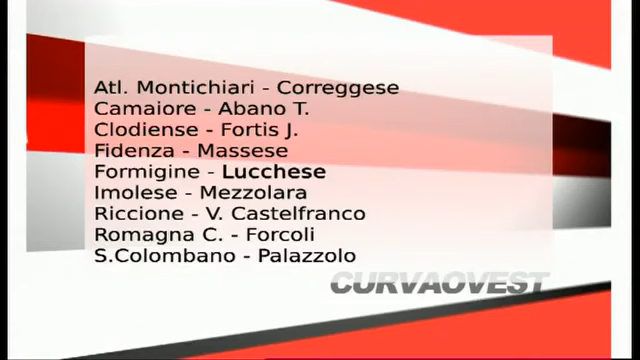 Atl. Montichiari - Correggese
Camaiore - Abano T.
Clodiense - Fortis J.
Fidenza - Massese
Formigine - Lucchese
Imolese - Mezzolara
Riccione - V. Castelfranco
Romagna C. - Forcoli
S.Colombano - Palazzolo
CURVAOVEST